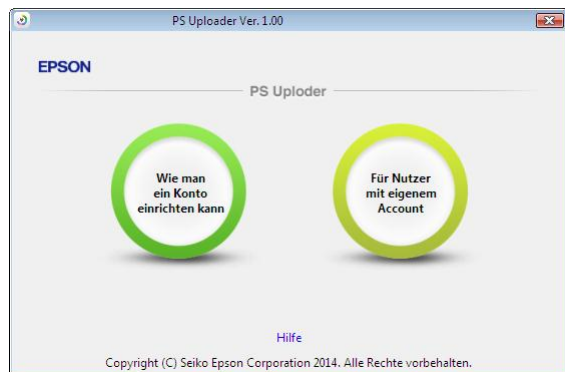 PS Uploader Ver. 1.00
EPSON
PS Uploder
Wie man
ein Konto
einrichten kann
Für Nutzer
mit eigenem
Account
Hilfe
Copyright (C) Seiko Epson Corporation 2014. Alle Rechte vorbehalten.